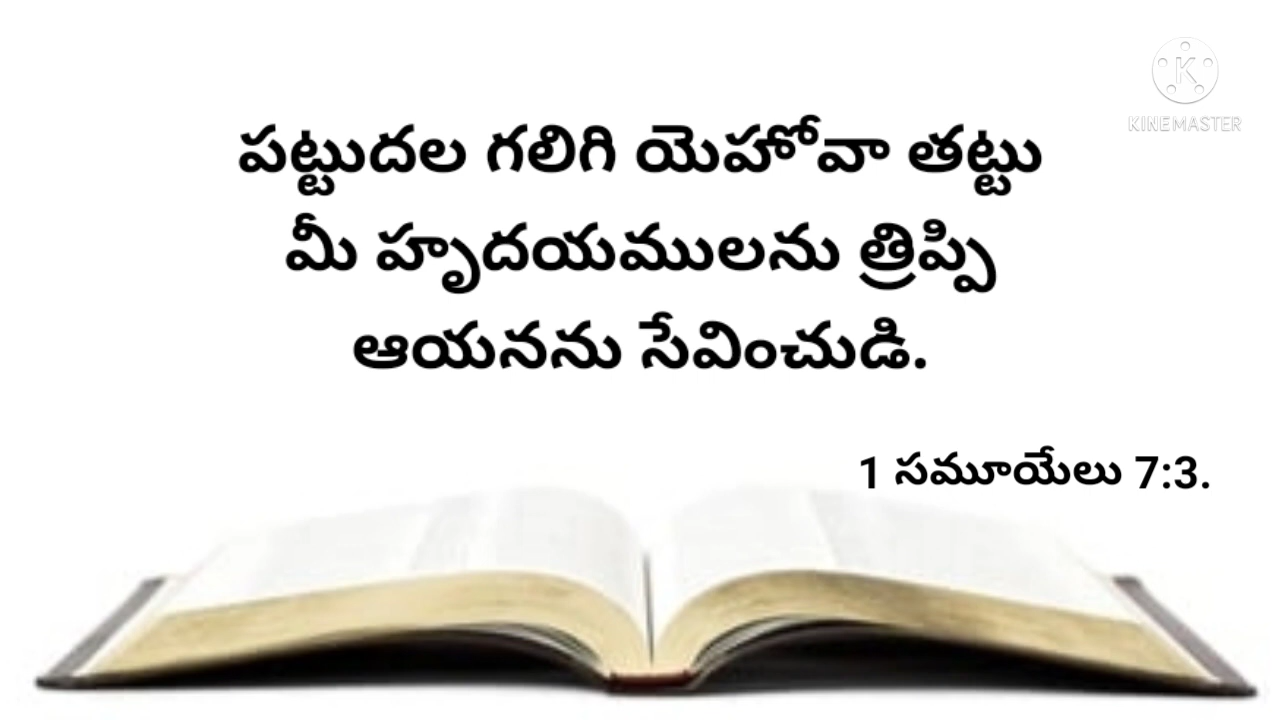 KINEMASTER
పట్టుదల గలిగి యెహోవా తట్టు
మీ హృదయములను త్రిప్పి
ఆయనను సేవించుడి.
1 సమూయేలు 7:3.